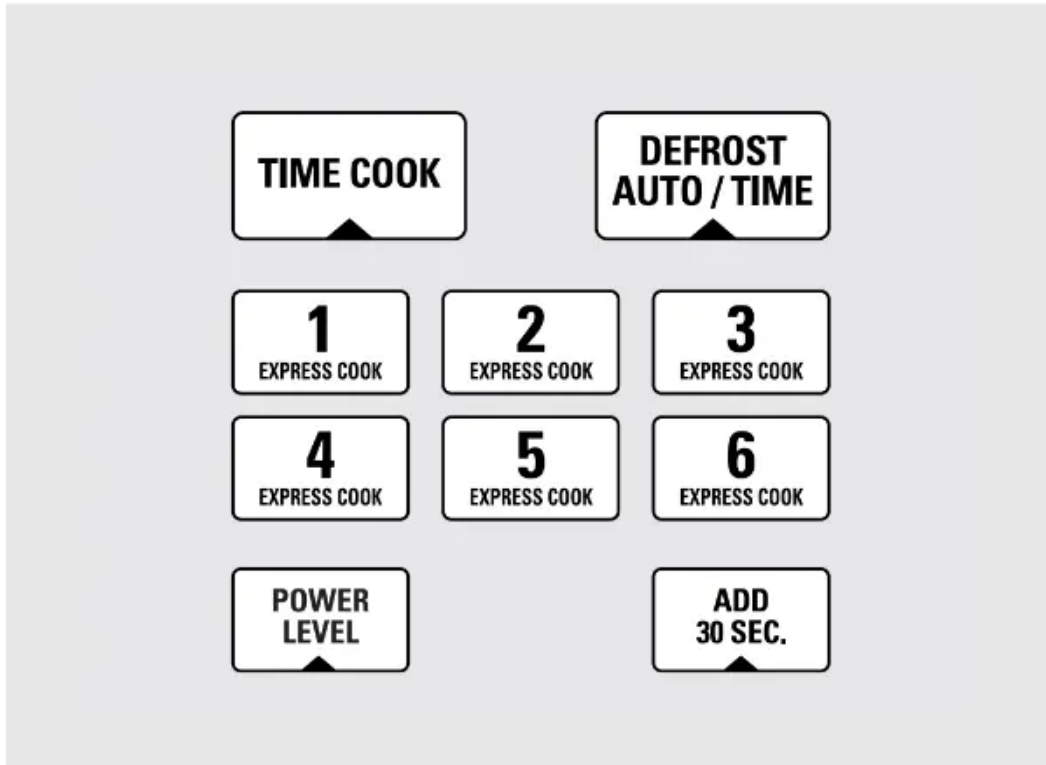 TIME COOK
DEFROST
AUTO / TIME
1
EXPRESS COOK
2
EXPRESS COOK
3
EXPRESS COOK
4
EXPRESS COOK
5
EXPRESS COOK
6
EXPRESS COOK
POWER
LEVEL
ADD
30 SEC.